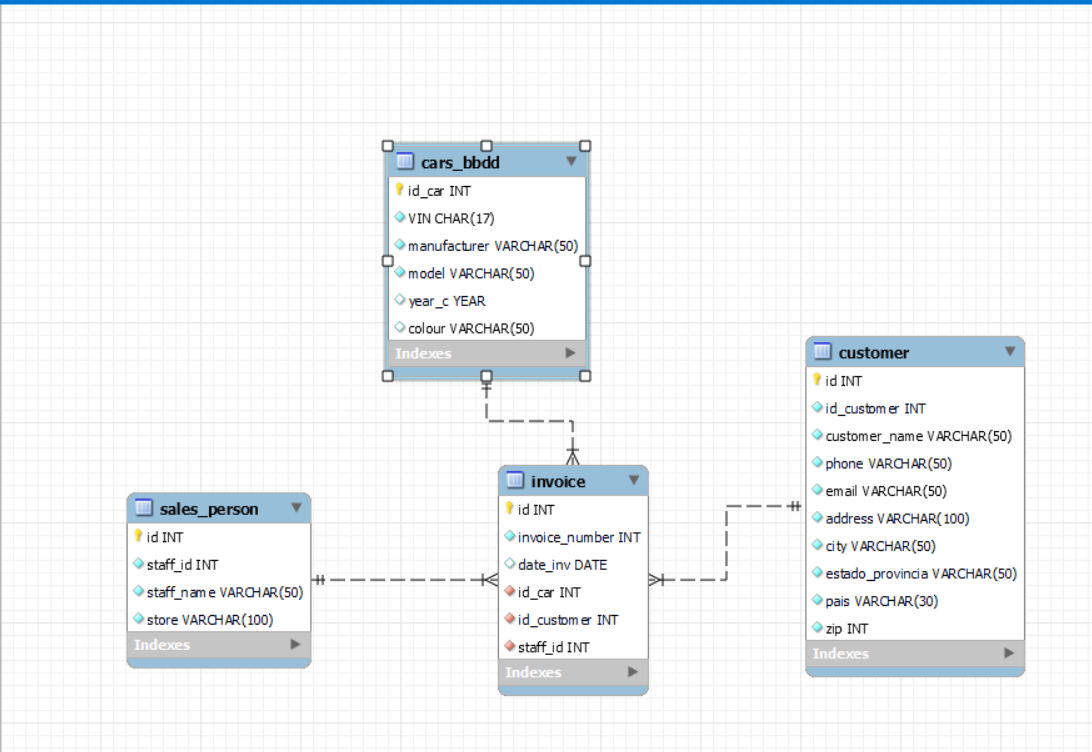 cars_bbdd
id_car INT
VIN CHAR(17)
manufacturer VARCHAR(50)
model VARCHAR(50)
year_c YEAR
colour VARCHAR(50)
Indexes
customer
id INT
id_customer INT
customer_name VARCHAR(50)
phone VARCHAR(50)
email VARCHAR(50)
address VARCHAR(100)
city VARCHAR(50)
estado_provincia VARCHAR(50)
pais VARCHAR(30)
zip INT
Indexes
sales_person
id INT
staff_id INT
staff_name VARCHAR(50)
store VARCHAR(100)
Indexes
invoice
id INT
invoice_number INT
date_inv DATE
id_car INT
id_customer INT
staff_id INT
Indexes